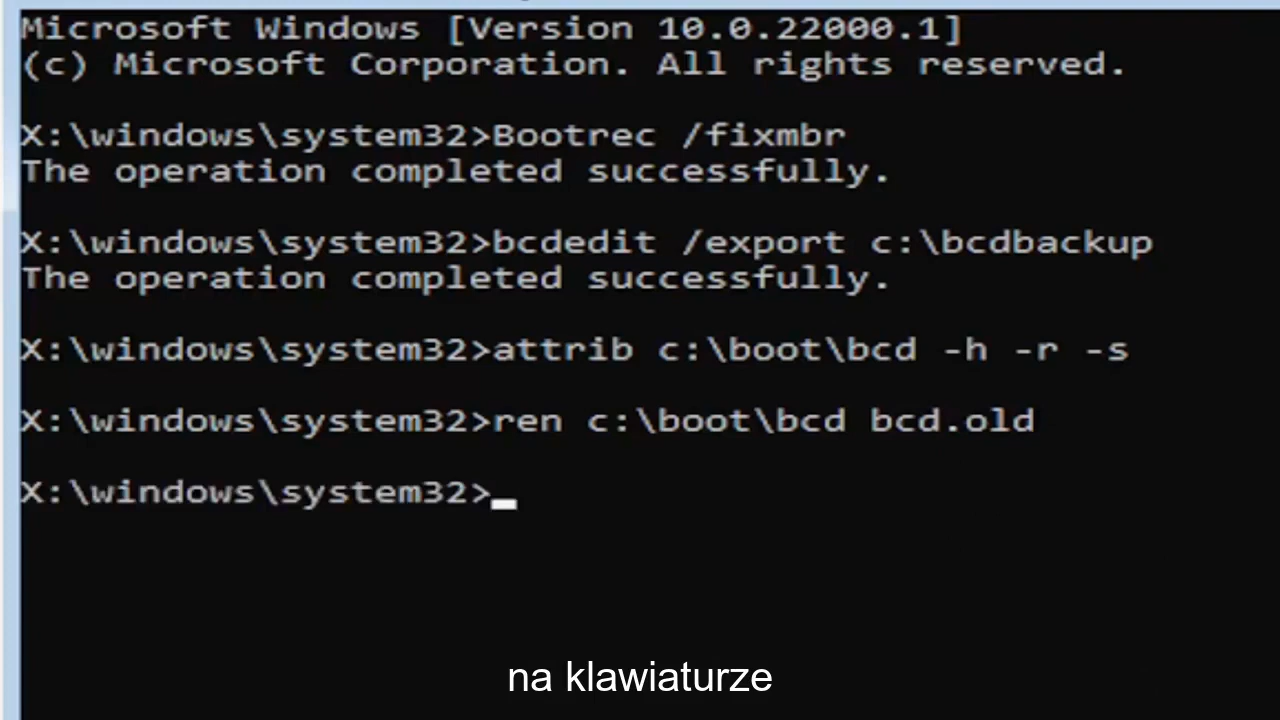 Microsoft Windows [Version 10.0.22000.1]
(c) Microsoft Corporation. All rights reserved.
X:\windows\system32>Bootrec /fixmbr
The operation completed successfully.
X:\windows\system32>bcdedit /export c:\bcdbackup
The operation completed successfully.
X:\windows\system32>attrib c:\boot\bcd -h -r -s
X:\windows\system32>ren c:\boot\bcd bcd.old
X:\windows\system32>
na klawiaturze